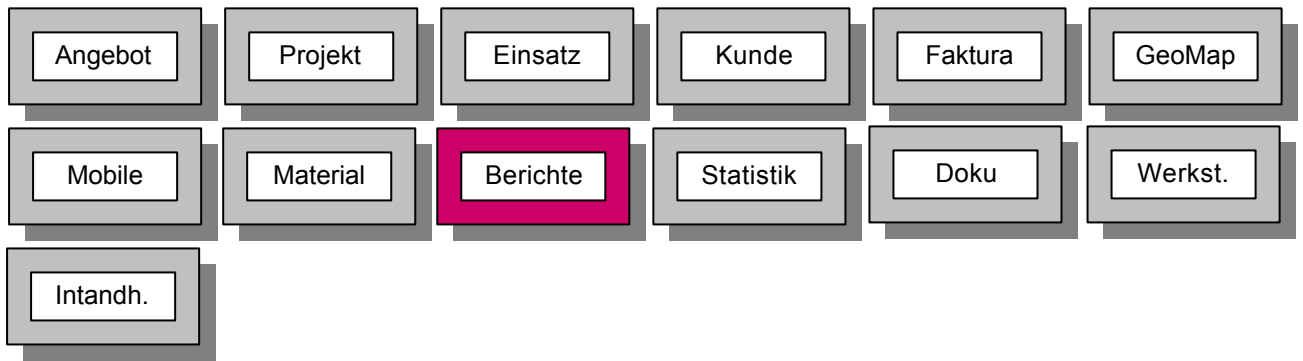 Angebot Projekt Einsatz Kunde Faktura GeoMap
Mobile Material Berichte Statistik Doku Werkst.
Intandh.